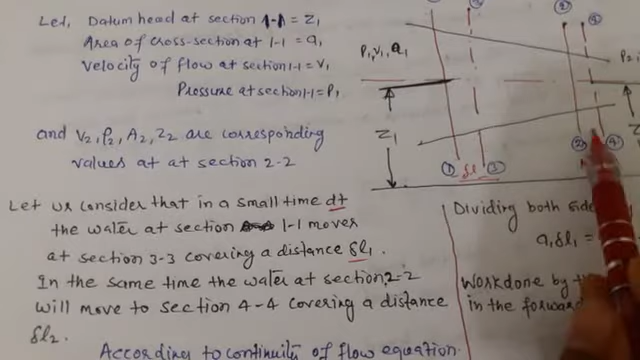 Let, Datum head at section 1-1 = Z1
Area of cross-section at 1-1 = a1
Velocity of flow at section 1-1 = V1
Pressure at section 1-1 = P1
and V2, P2, A2, Z2 are corresponding
values at at section 2-2
Let us consider that in a small time dt
the water at section 1-1 moves
at section 3-3 covering a distance δl1.
In the same time the water at section 2-2
will move to section 4-4 covering a distance
δl2.
According to continuity of flow equation
P1, V1, a1
P2,
Z1
Z
1 δl 3
2 4
2 4
Dividing both side
a1 δl1 =
Workdone by
in the forward